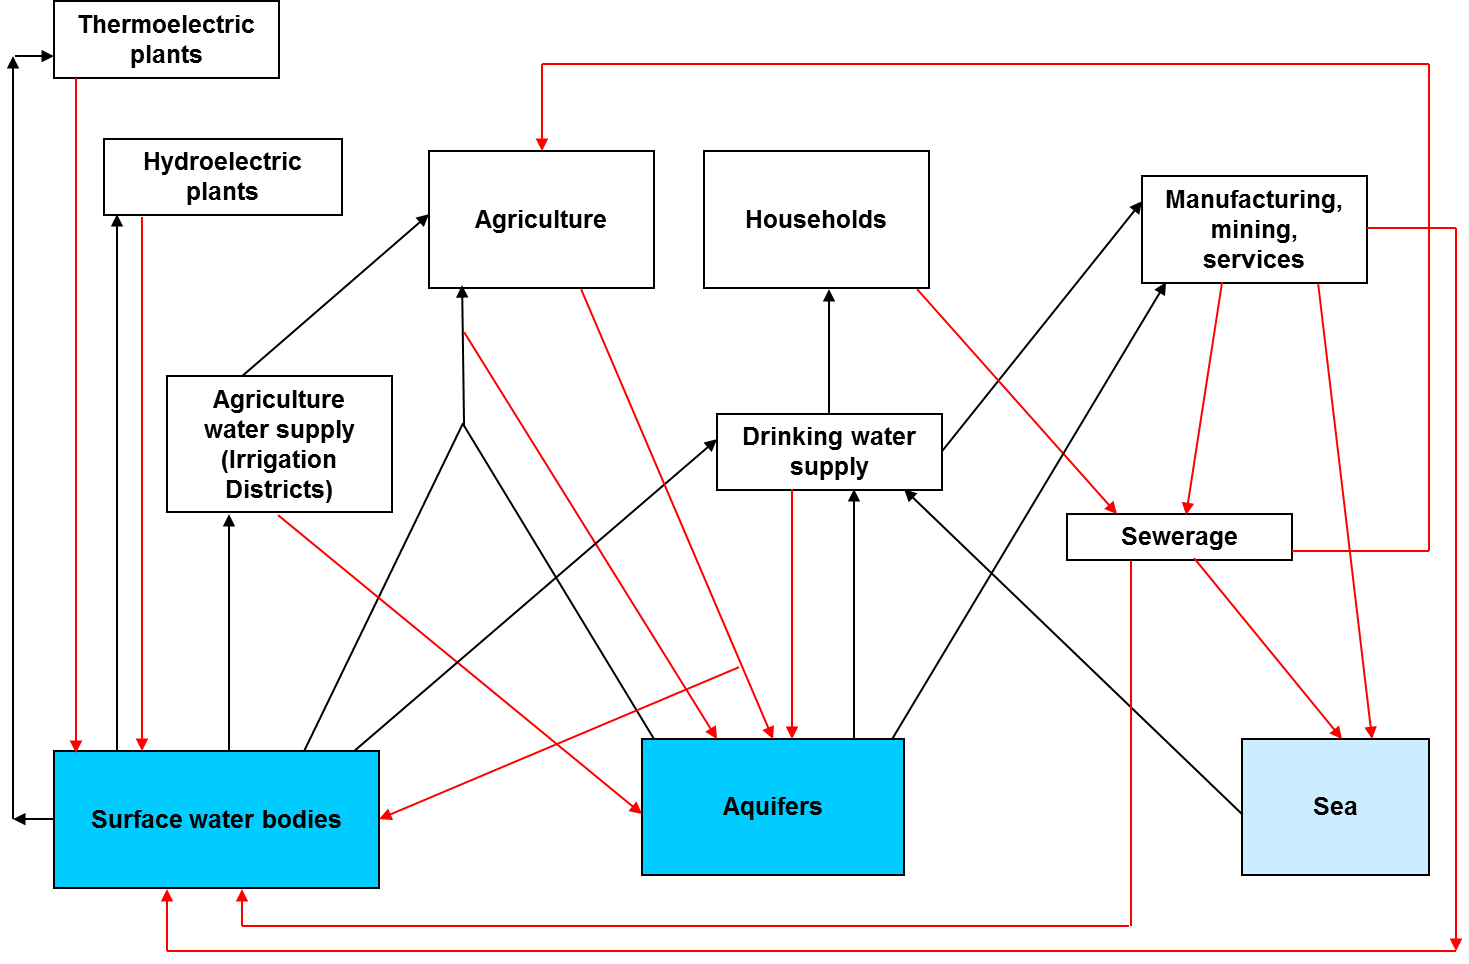 Thermoelectric
plants
Hydroelectric
plants
Agriculture
Households
Manufacturing,
mining,
services
Agriculture
water supply
(Irrigation
Districts)
Drinking water
supply
Sewerage
Surface water bodies
Aquifers
Sea